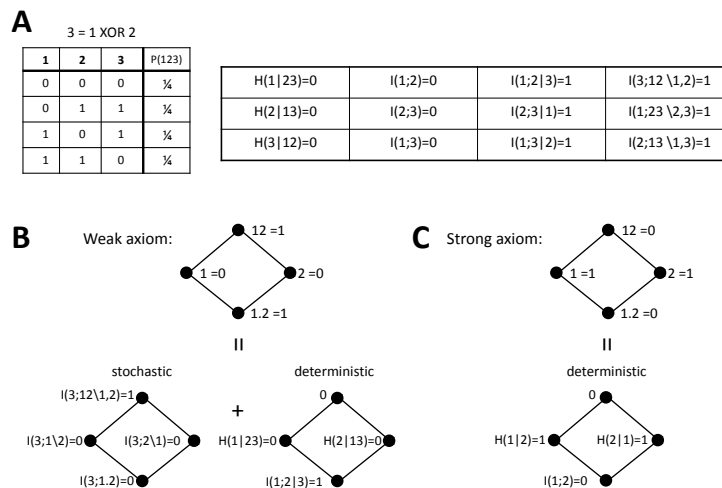 A
3 = 1 XOR 2
1 2 3 P(123)
0 0 0 ¼
0 1 1 ¼
1 0 1 ¼
1 1 0 ¼
H(1|23)=0 I(1;2)=0 I(1;2|3)=1 I(3;12 \1,2)=1
H(2|13)=0 I(2;3)=0 I(2;3|1)=1 I(1;23 \2,3)=1
H(3|12)=0 I(1;3)=0 I(1;3|2)=1 I(2;13 \1,3)=1
B
Weak axiom:
12 =1
1 =0 2 =0
1.2 =1
=
stochastic
I(3;12\1,2)=1
I(3;1\2)=0 I(3;2\1)=0
I(3;1.2)=0
+
deterministic
0
H(1|23)=0 H(2|13)=0
I(1;2|3)=1
C
Strong axiom:
12 =0
1 =1 2 =1
1.2 =0
=
deterministic
0
H(1|2)=1 H(2|1)=1
I(1;2)=0